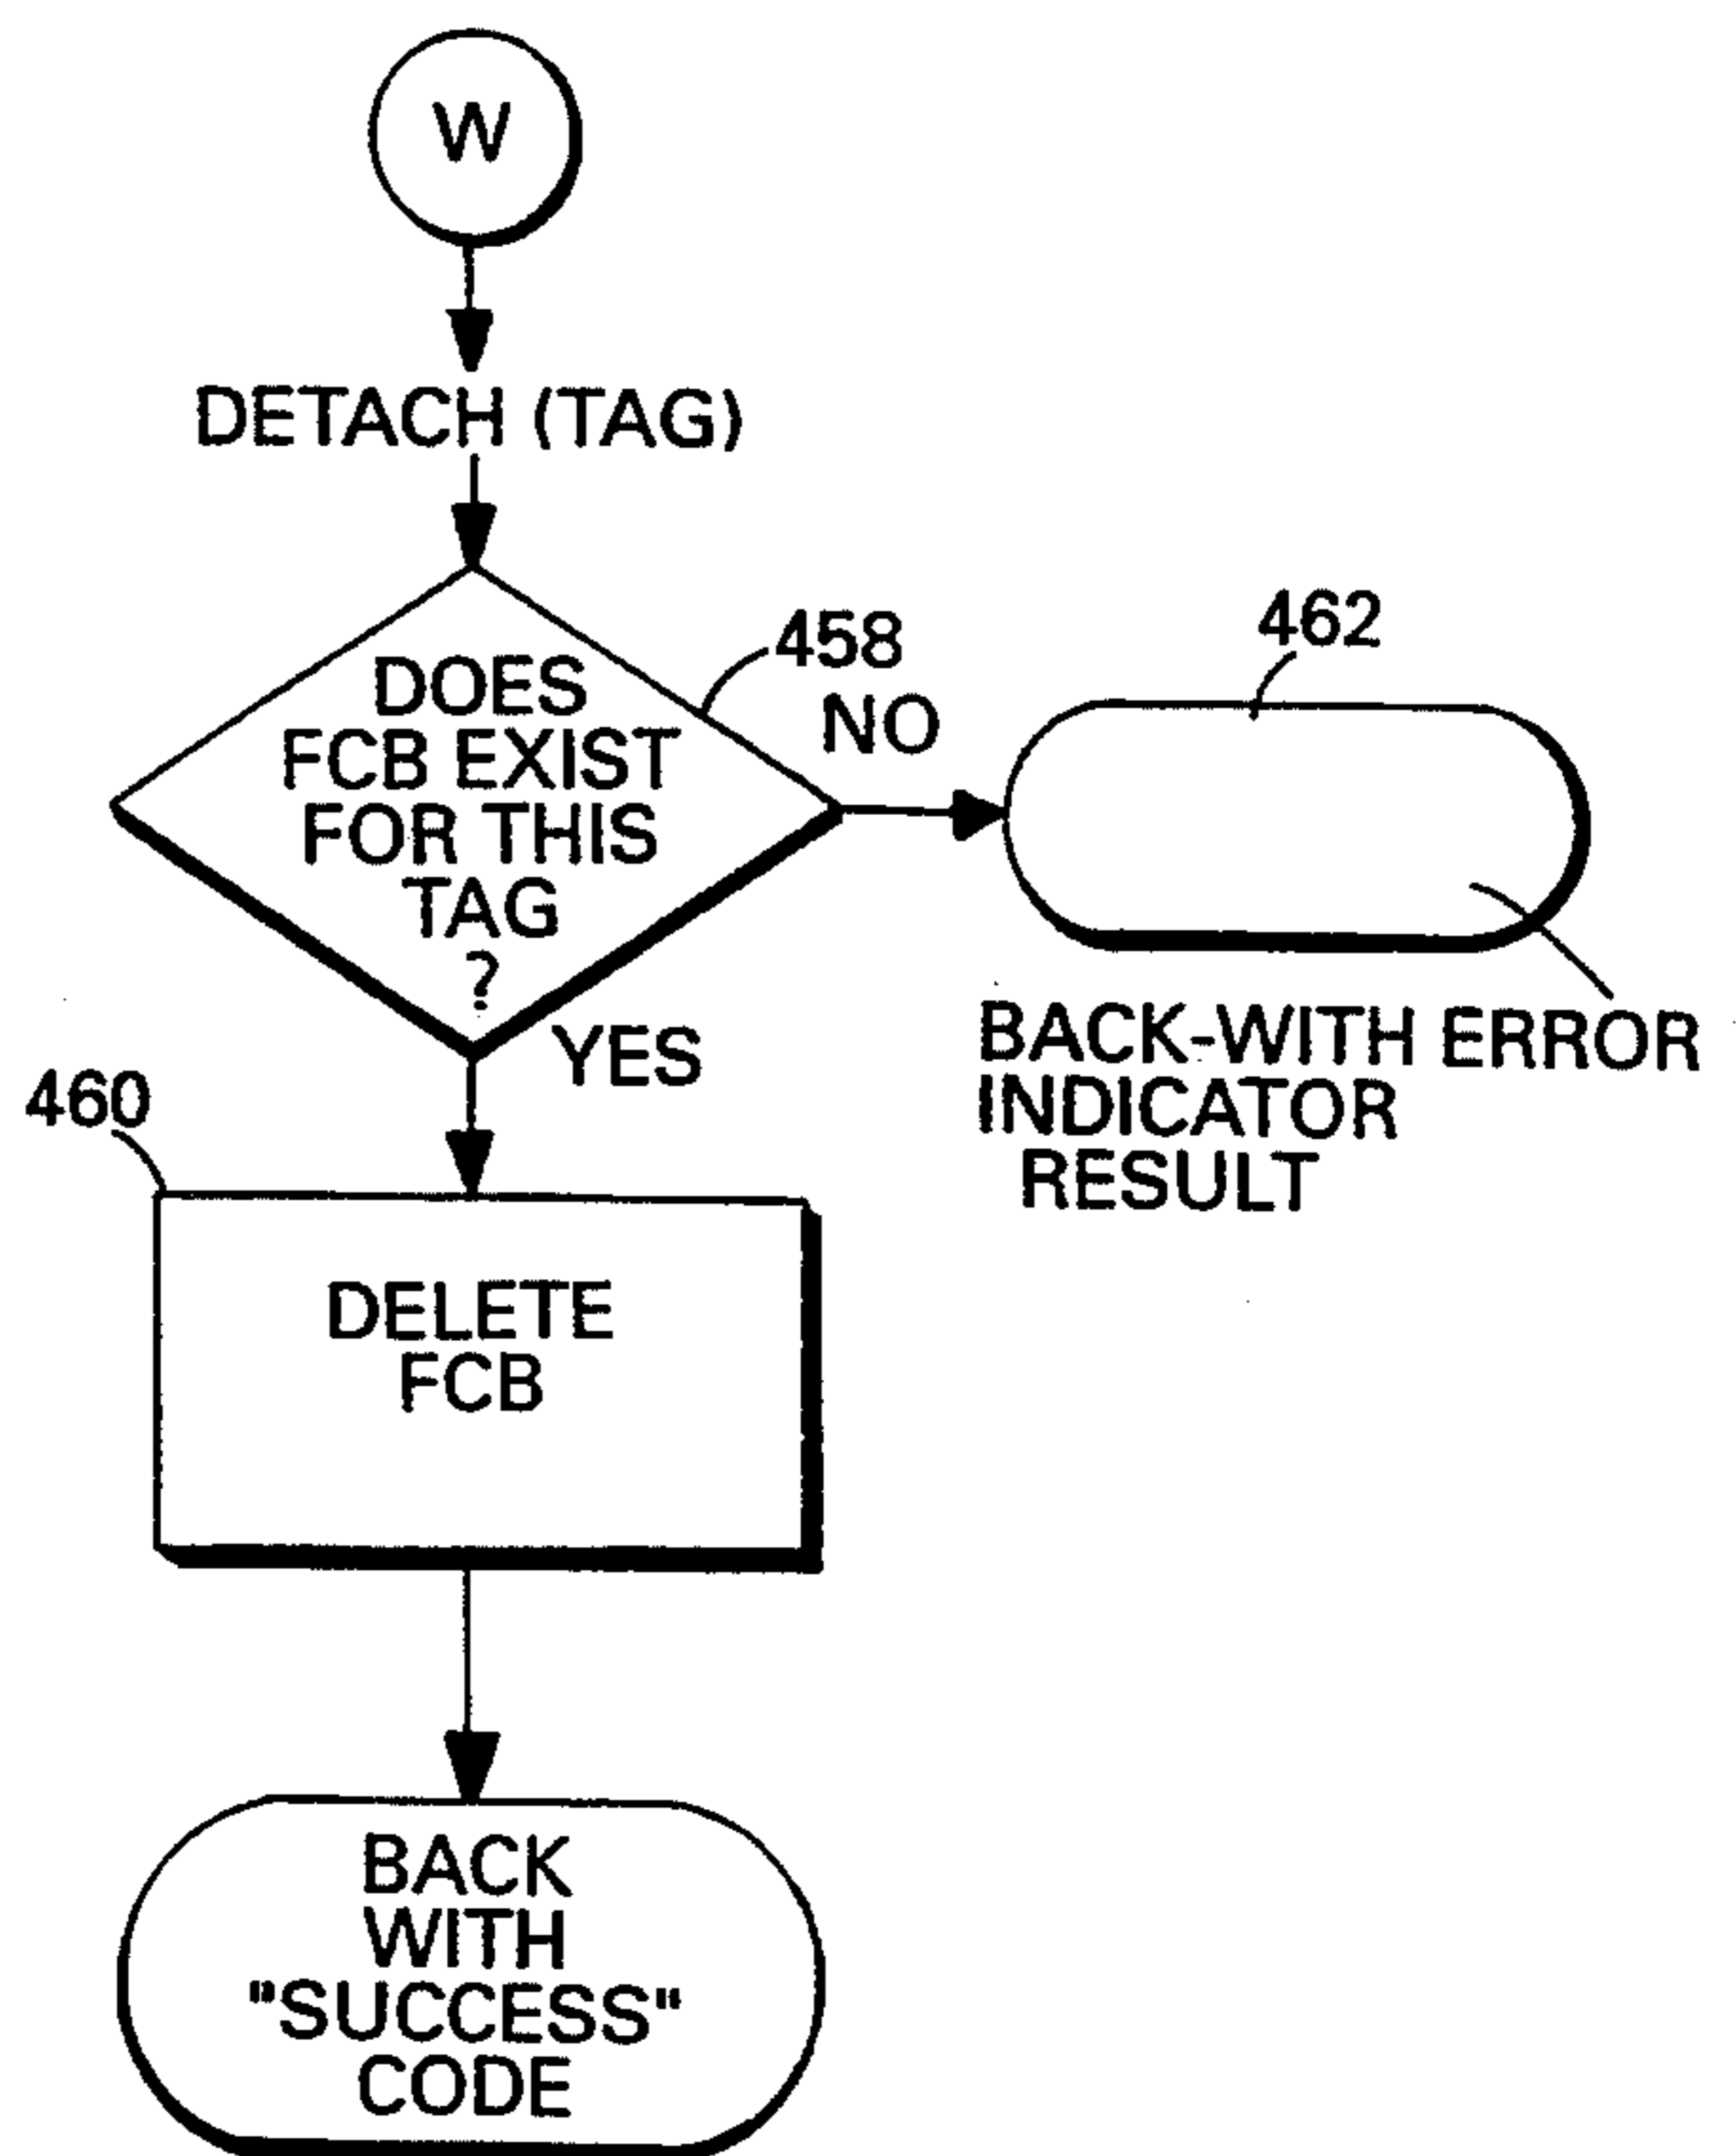 W
DETACH (TAG)
458
DOES
FCB EXIST
FOR THIS
TAG
?
NO
462
BACK-WITH ERROR
INDICATOR
RESULT
YES
460
DELETE
FCB
BACK
WITH
"SUCCESS"
CODE